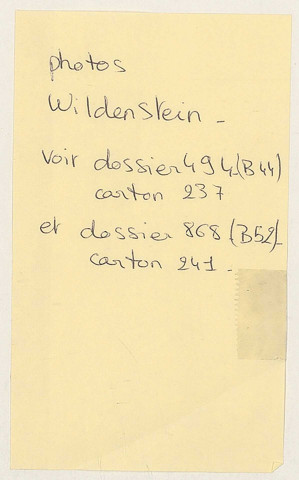 photos
Wildenstein -
voir dossier 494 (B44)
carton 237
et dossier 868 (B52)-
carton 241 -